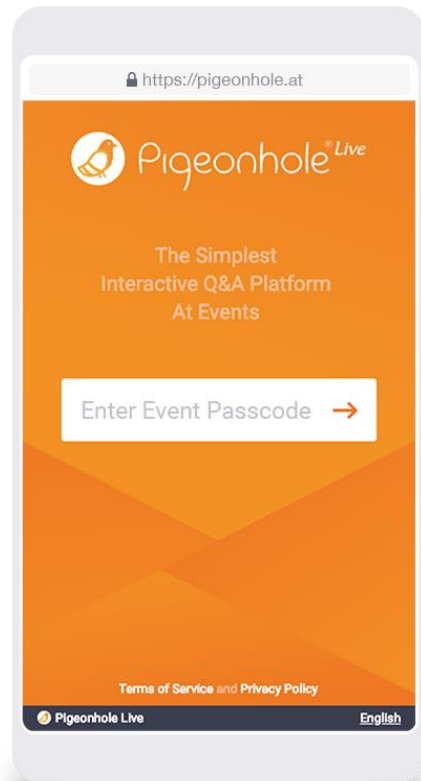 https://pigeonhole.at
Pigeonhole® Live
The Simplest
Interactive Q&A Platform
At Events
Enter Event Passcode →
Terms of Service and Privacy Policy
Pigeonhole Live English